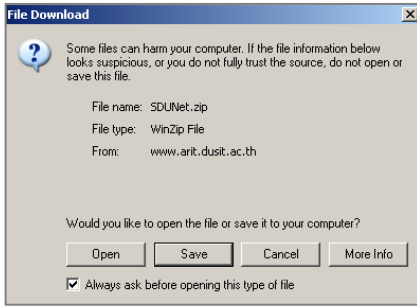 File Download
Some files can harm your computer. If the file information below
looks suspicious, or you do not fully trust the source, do not open or
save this file.
File name: SDUNet.zip
File type: WinZip File
From: www.arit.dusit.ac.th
Would you like to open the file or save it to your computer?
Open Save Cancel More Info
Always ask before opening this type of file